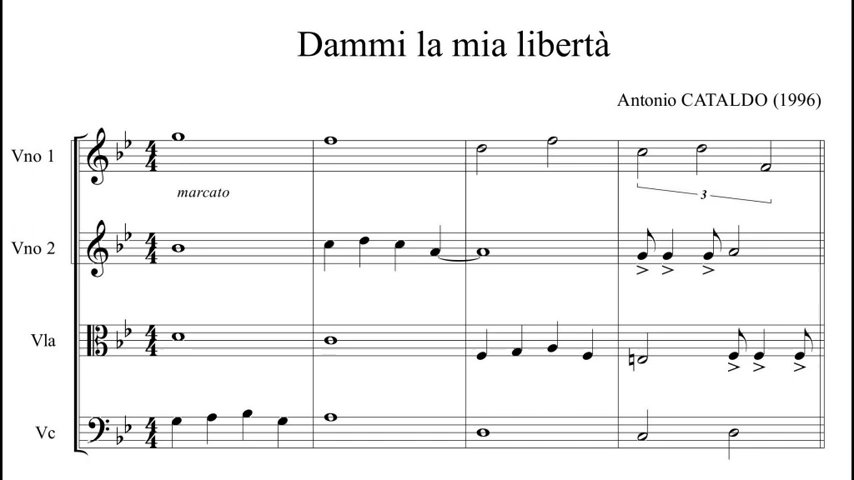 Dammi la mia libertà
Antonio CATALDO (1996)
Vno 1
marcato
3
Vno 2
Vla
Vc